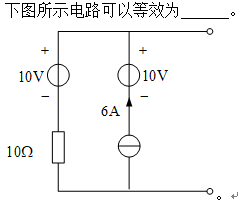 下图所示电路可以等效为______。
+ +
10V 10V
− −
6A
10Ω
。